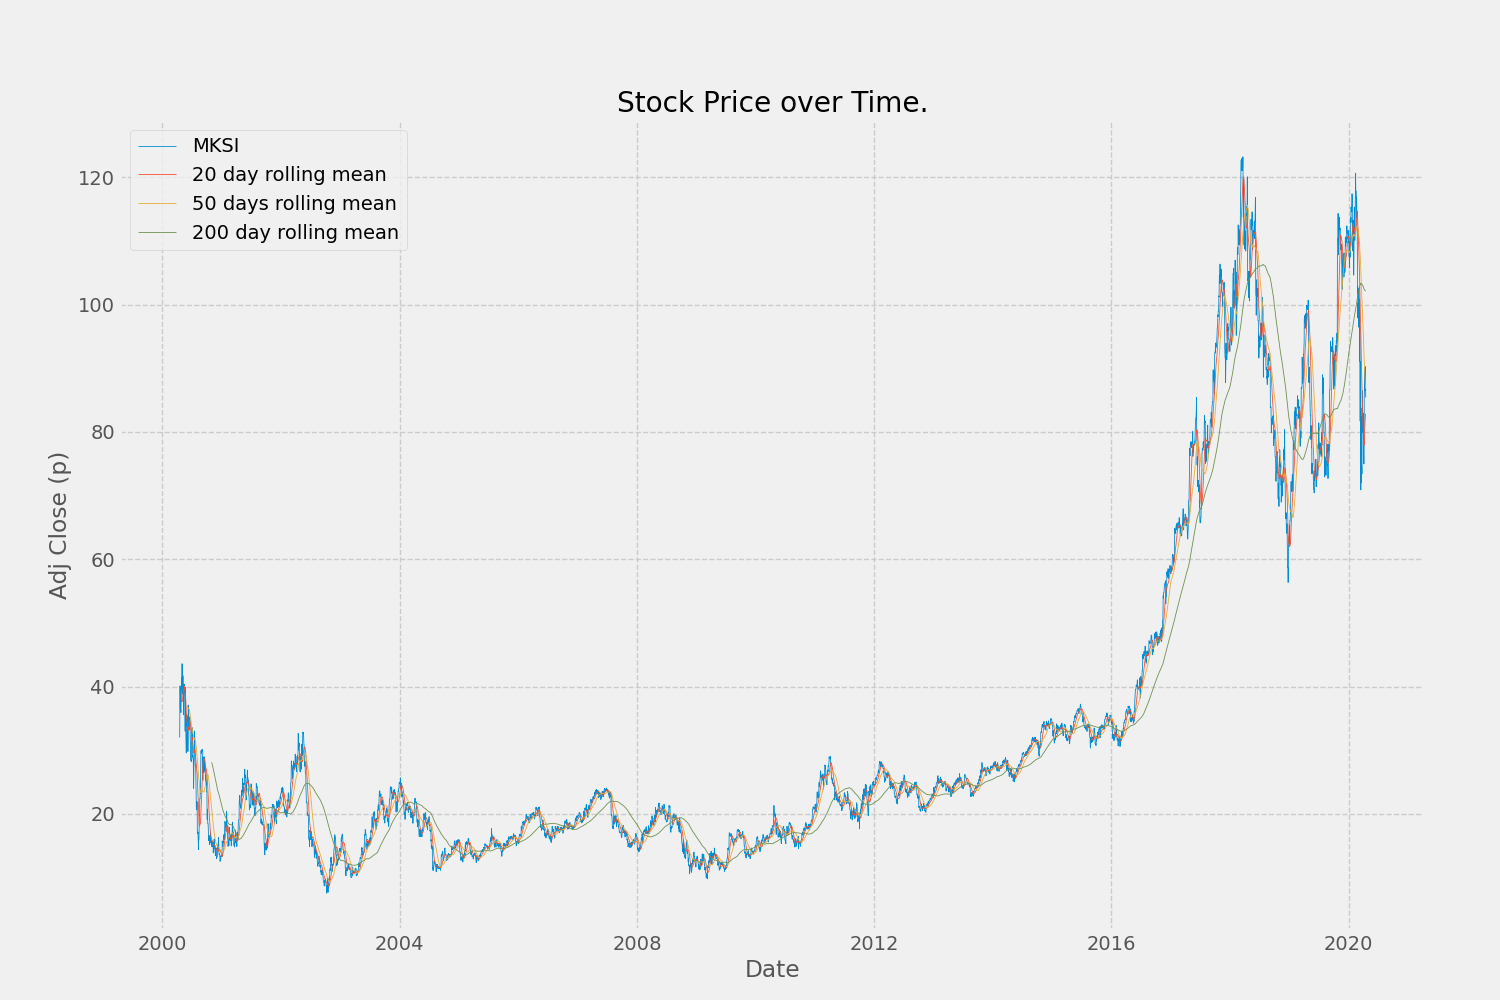 Stock Price over Time.
MKSI
20 day rolling mean
50 days rolling mean
200 day rolling mean
120
100
80
60
40
20
Adj Close (p)
2000 2004 2008 2012 2016 2020
Date